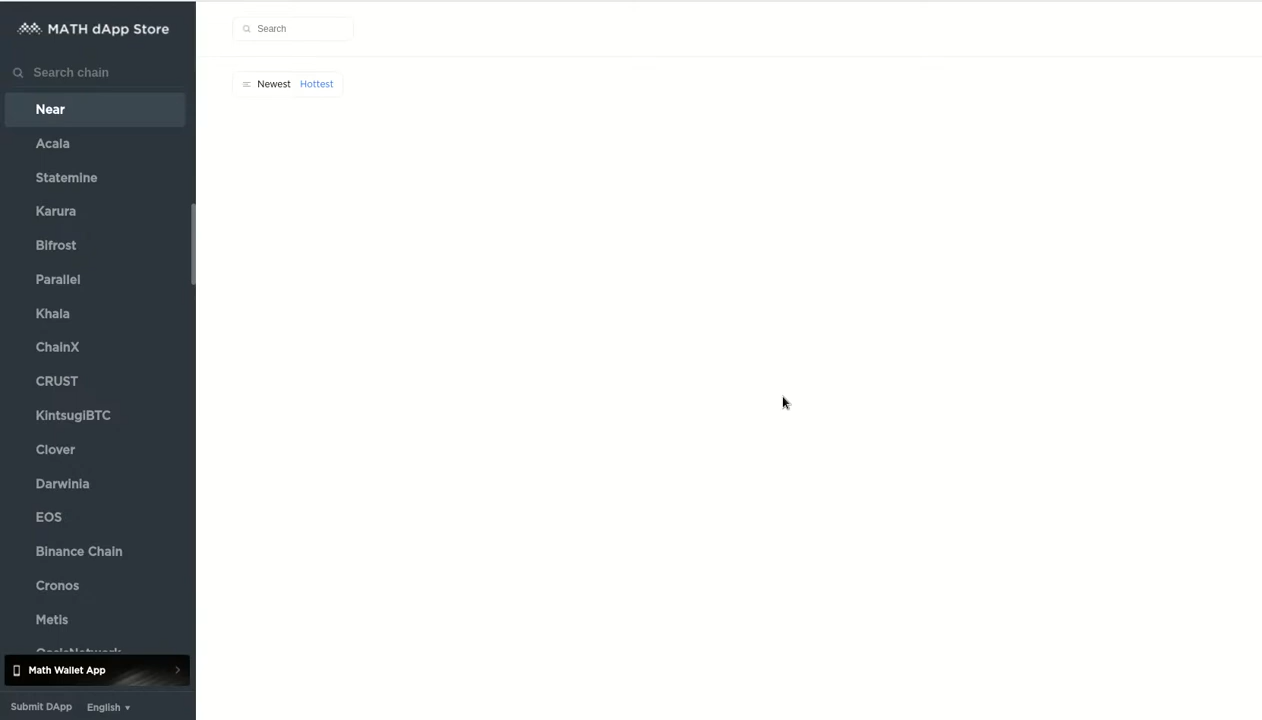 MATH dApp Store
Search chain
Near
Acala
Statemine
Karura
Bifrost
Parallel
Khala
ChainX
CRUST
KintsugiBTC
Clover
Darwinia
EOS
Binance Chain
Cronos
Metis
OasisNetwork
Math Wallet App
Submit DApp English
Search
Newest Hottest